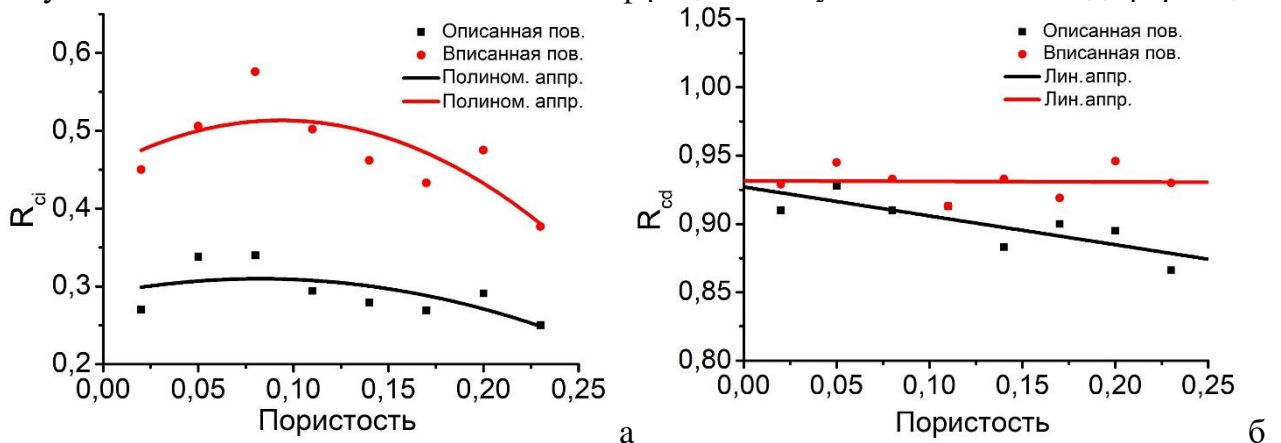 Описанная пов.
Вписанная пов.
Полином. аппр.
Полином. аппр.
0,6
0,5
0,4
0,3
0,2
R_ci
0,00 0,05 0,10 0,15 0,20 0,25
Пористость
а
Описанная пов.
Вписанная пов.
Лин.аппр.
Лин.аппр.
1,05
1,00
0,95
0,90
0,85
0,80
R_cd
0,00 0,05 0,10 0,15 0,20 0,25
Пористость
б